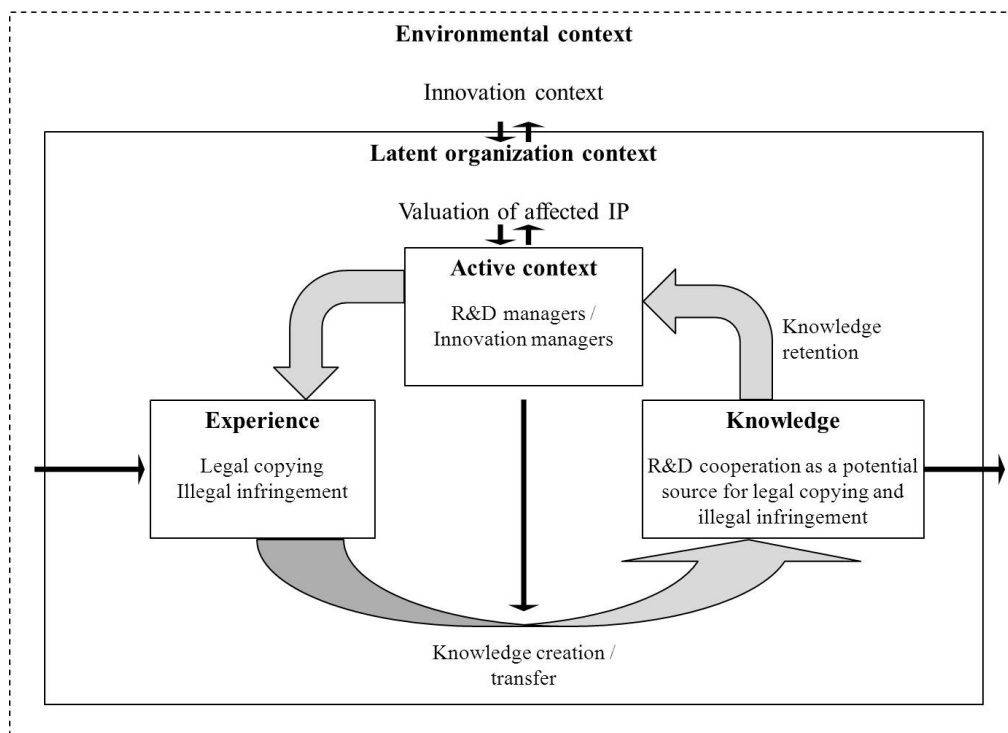 Environmental context
Innovation context
Latent organization context
Valuation of affected IP
Active context
R&D managers /
Innovation managers
Knowledge
retention
Experience
Legal copying
Illegal infringement
Knowledge
R&D cooperation as a potential
source for legal copying and
illegal infringement
Knowledge creation /
transfer